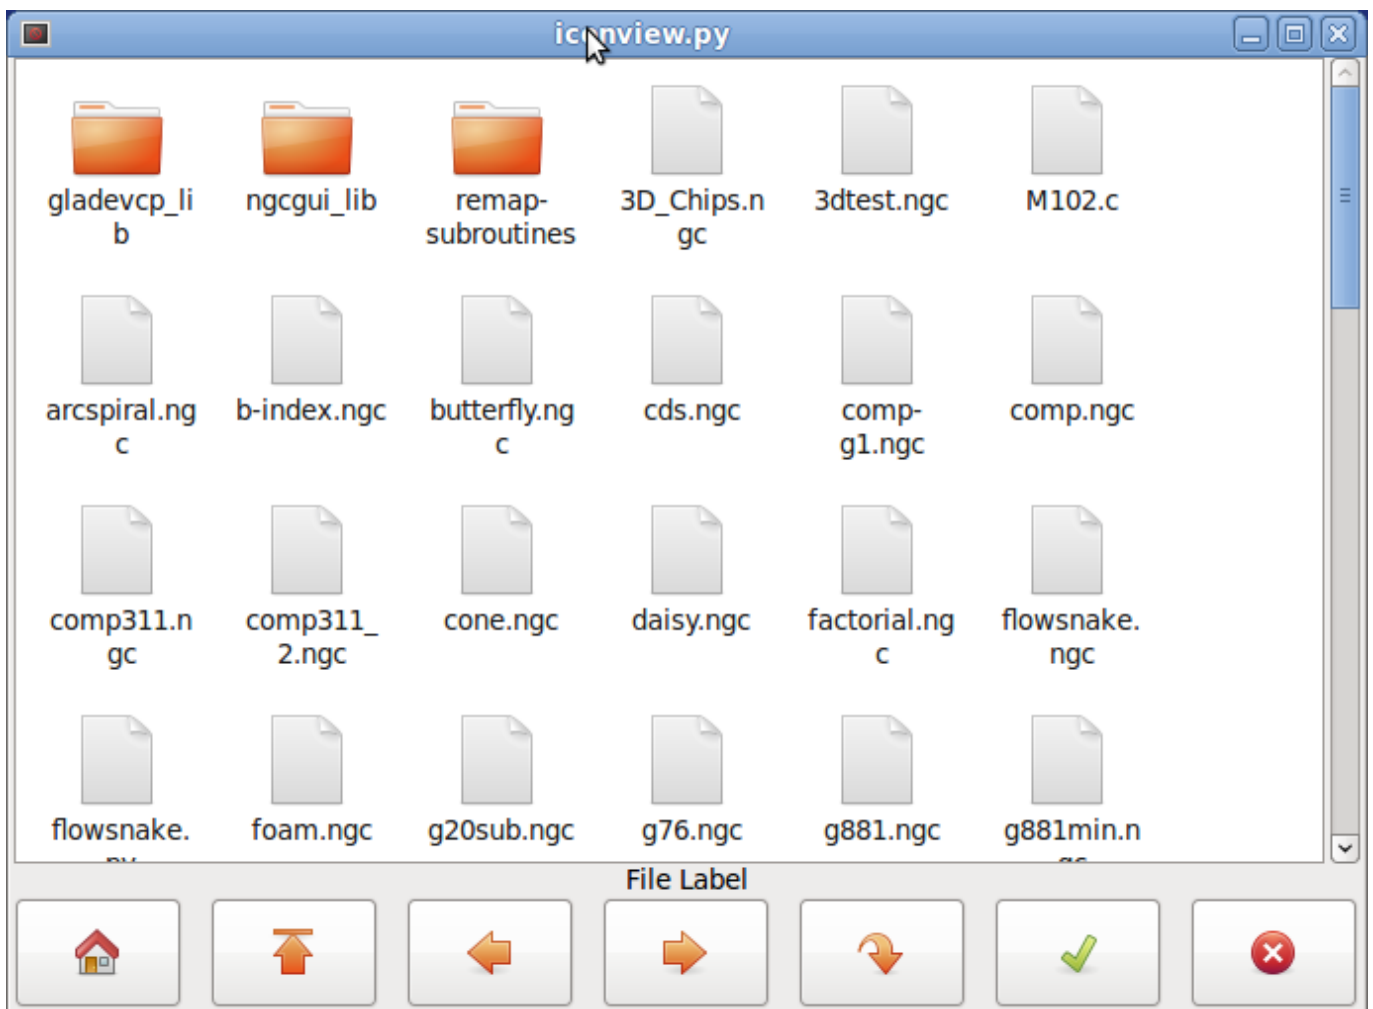 iconview.py
gladevcp_li
b
ngcgui_lib
remap-
subroutines
3D_Chips.n
gc
3dtest.ngc
M102.c
arcspiral.ng
c
b-index.ngc
butterfly.ng
c
cds.ngc
comp-
g1.ngc
comp.ngc
comp311.n
gc
comp311_
2.ngc
cone.ngc
daisy.ngc
factorial.ng
c
flowsnake.
ngc
flowsnake.
py
foam.ngc
g20sub.ngc
g76.ngc
g881.ngc
g881min.n
gc
File Label